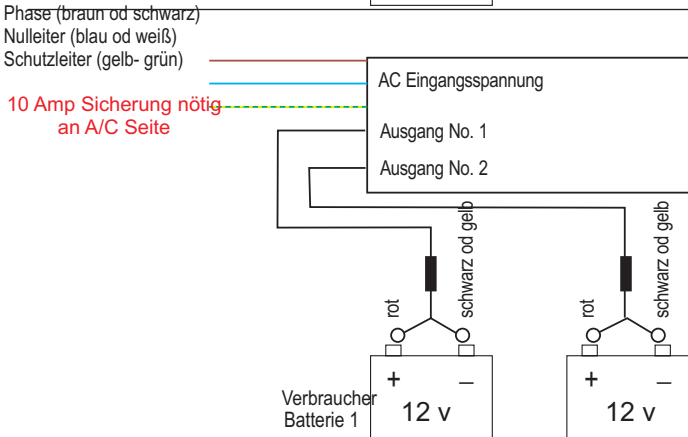 Phase (braun od schwarz)
Nulleiter (blau od weiß)
Schutzleiter (gelb- grün)
10 Amp Sicherung nötig
an A/C Seite
AC Eingangsspannung
Ausgang No. 1
Ausgang No. 2
rot
schwarz od gelb
rot
schwarz od gelb
+ –
+ –
Verbraucher
Batterie 1
12 v
12 v